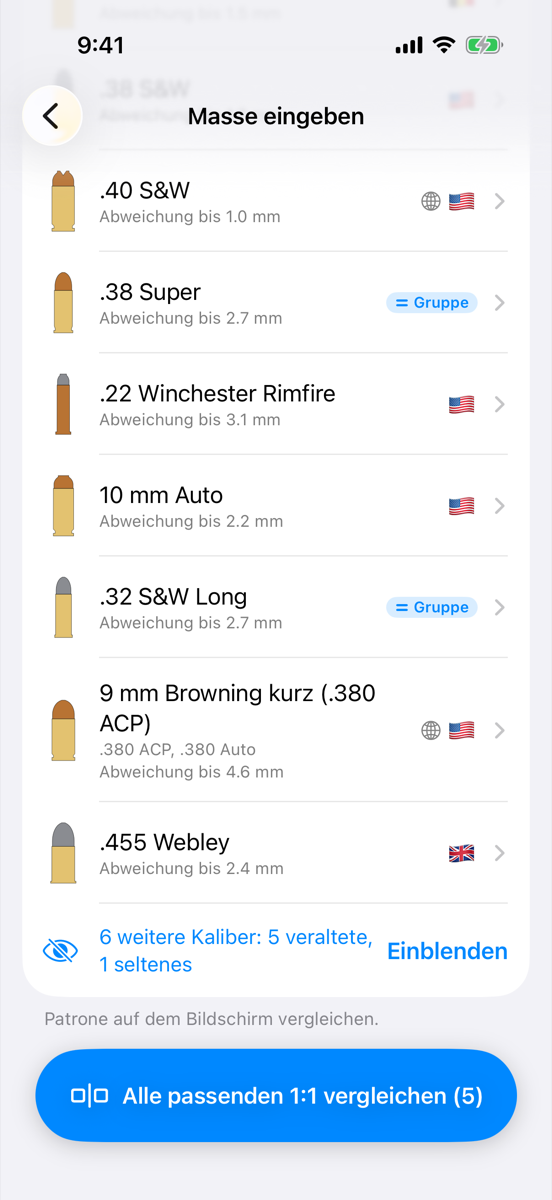 9:41
.38 S&W
Masse eingeben
.40 S&W
Abweichung bis 1.0 mm
.38 Super
Abweichung bis 2.7 mm
= Gruppe
.22 Winchester Rimfire
Abweichung bis 3.1 mm
10 mm Auto
Abweichung bis 2.2 mm
.32 S&W Long
Abweichung bis 2.7 mm
= Gruppe
9 mm Browning kurz (.380
ACP)
.380 ACP, .380 Auto
Abweichung bis 4.6 mm
.455 Webley
Abweichung bis 2.4 mm
6 weitere Kaliber: 5 veraltete,
1 seltenes
Einblenden
Patrone auf dem Bildschirm vergleichen.
Alle passenden 1:1 vergleichen (5)